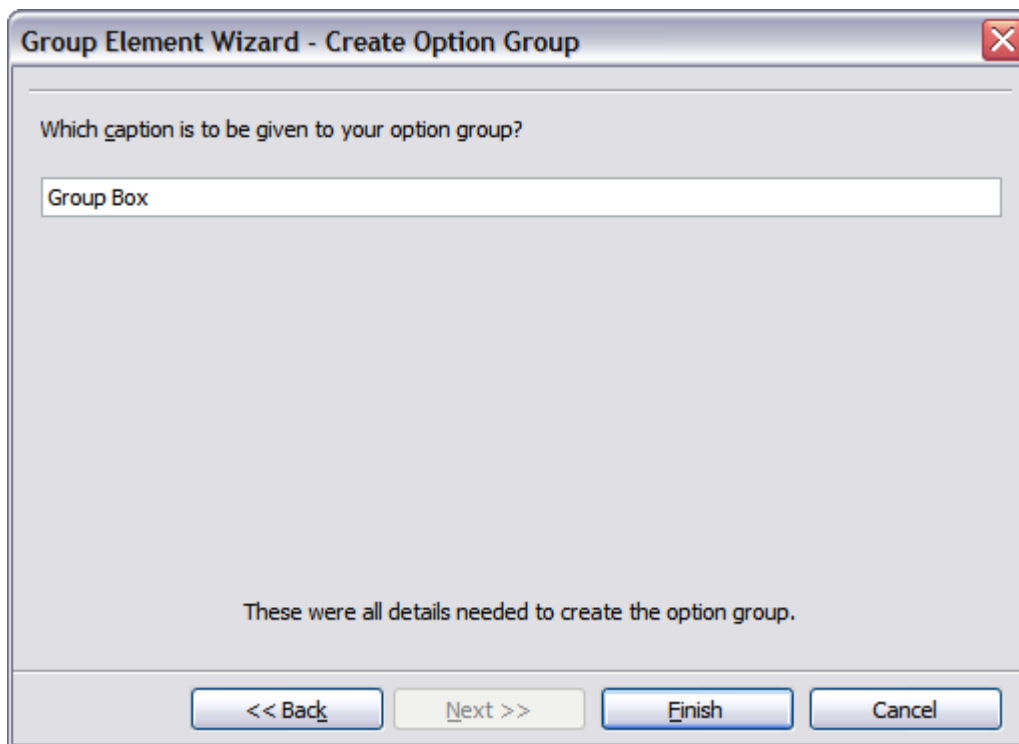 Group Element Wizard - Create Option Group
Which caption is to be given to your option group?
Group Box
These were all details needed to create the option group.
<< Back Next >> Finish Cancel